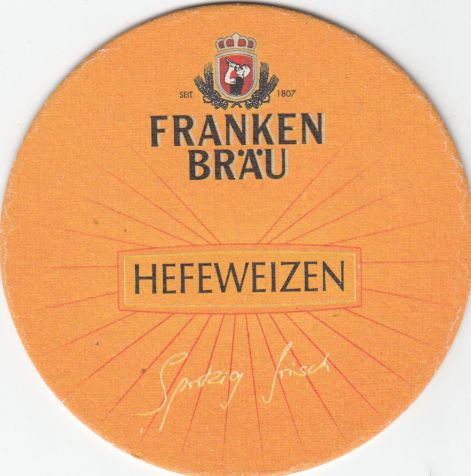 SEIT 1807
FRANKEN
BRÄU
HEFEWEIZEN
Spritzig frisch